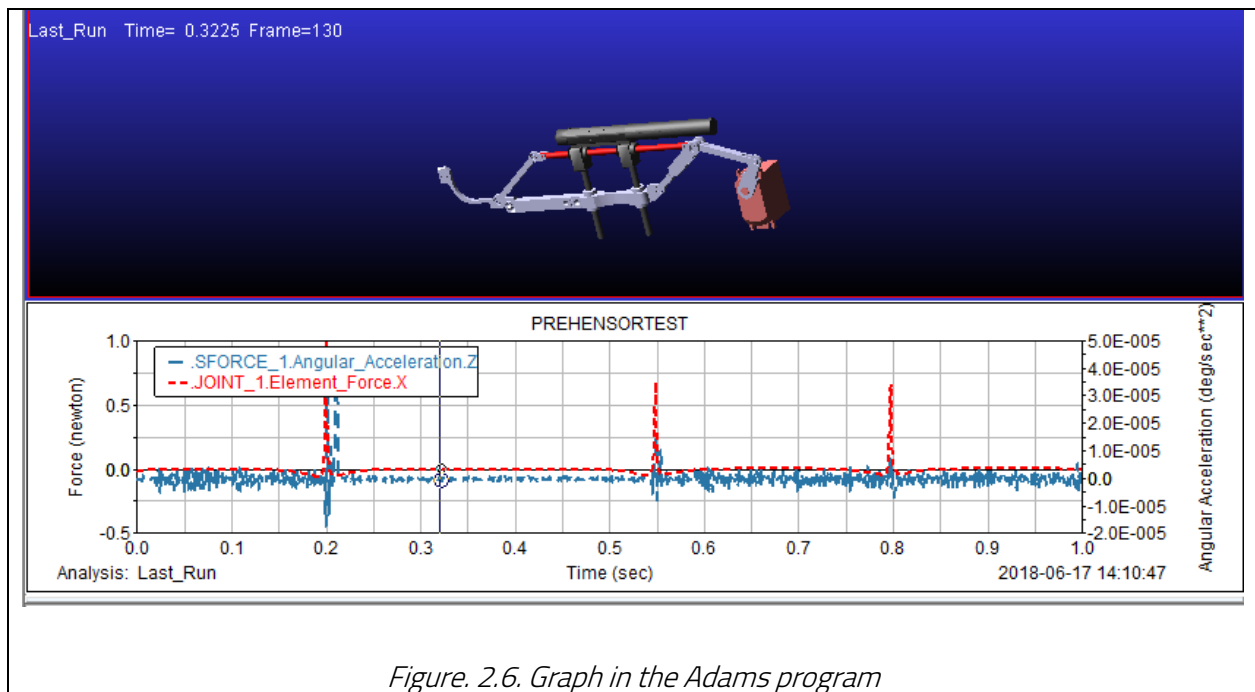 Last_Run Time= 0.3225 Frame=130
PREHENSORTEST
.SFORCE_1.Angular_Acceleration.Z
.JOINT_1.Element_Force.X
Force (newton)
1.0
0.5
0.0
-0.5
5.0E-005
4.0E-005
3.0E-005
2.0E-005
1.0E-005
0.0
-1.0E-005
-2.0E-005
Angular Acceleration (deg/sec**2)
0.0 0.1 0.2 0.3 0.4 0.5 0.6 0.7 0.8 0.9 1.0
Analysis: Last_Run Time (sec) 2018-06-17 14:10:47
Figure. 2.6. Graph in the Adams program